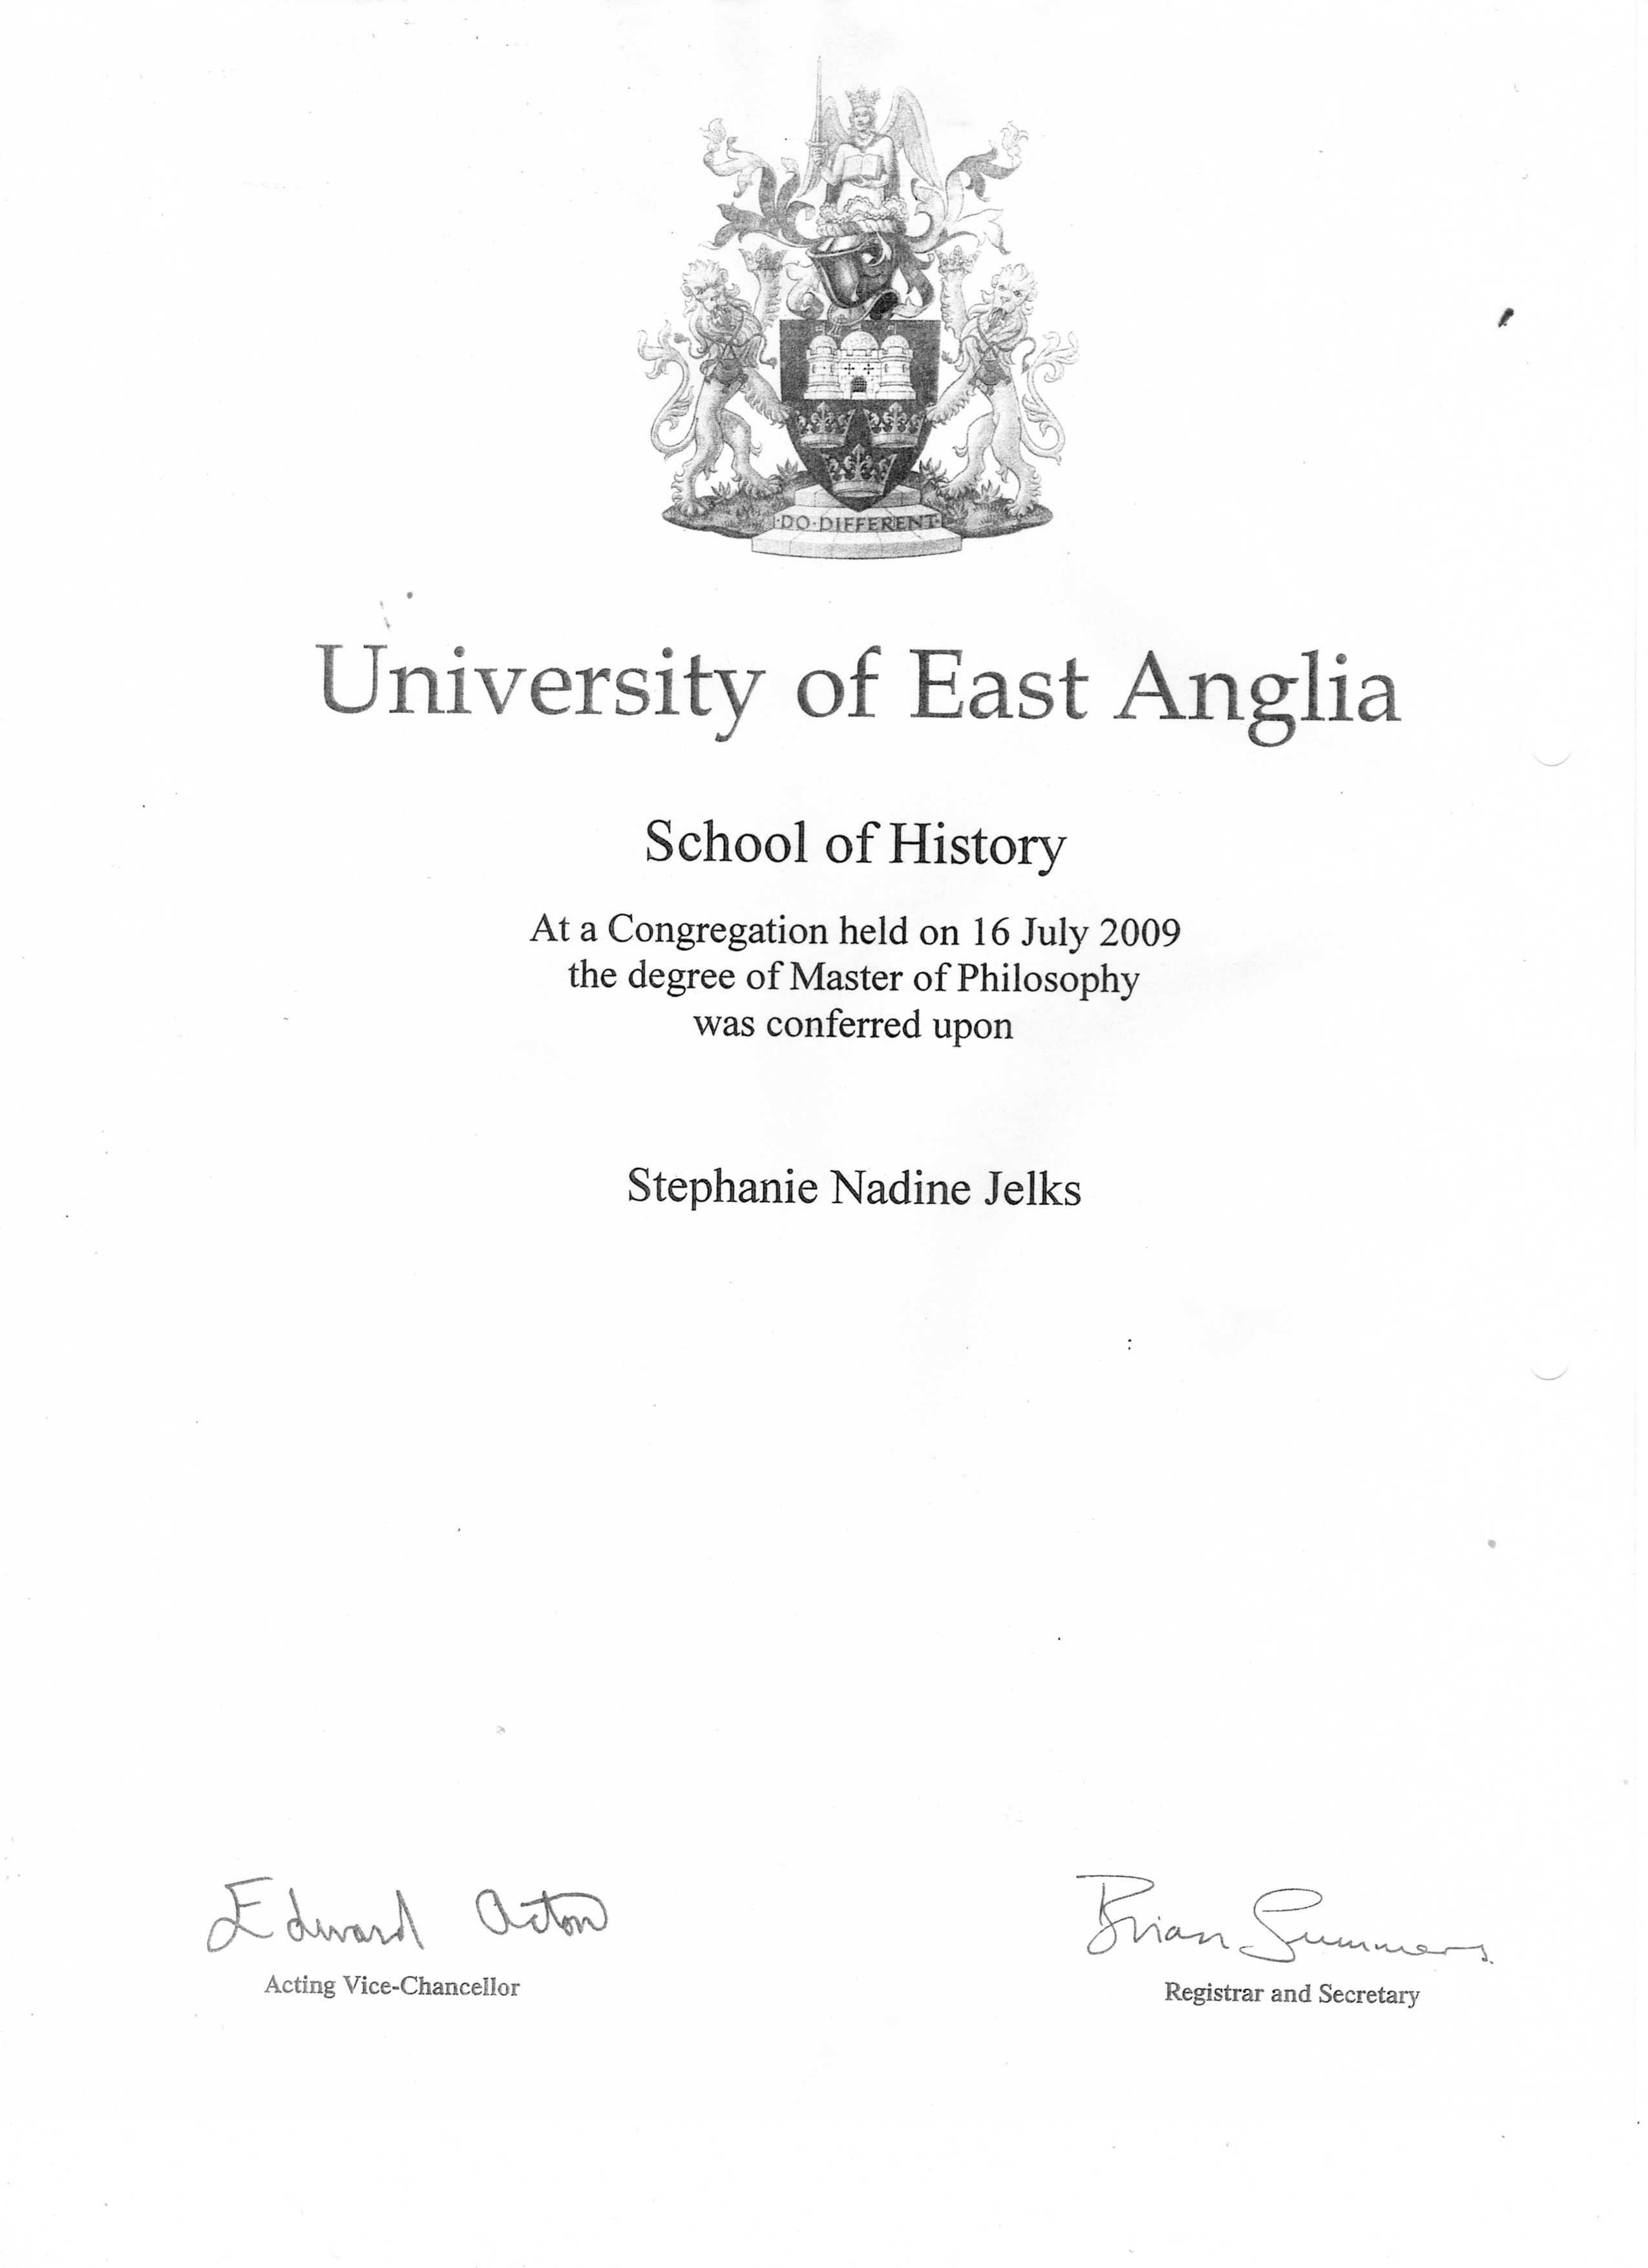 ·DO·DIFFERENT·
University of East Anglia
School of History
At a Congregation held on 16 July 2009
the degree of Master of Philosophy
was conferred upon
Stephanie Nadine Jelks
Edward Acton
Acting Vice-Chancellor
Brian Summers.
Registrar and Secretary